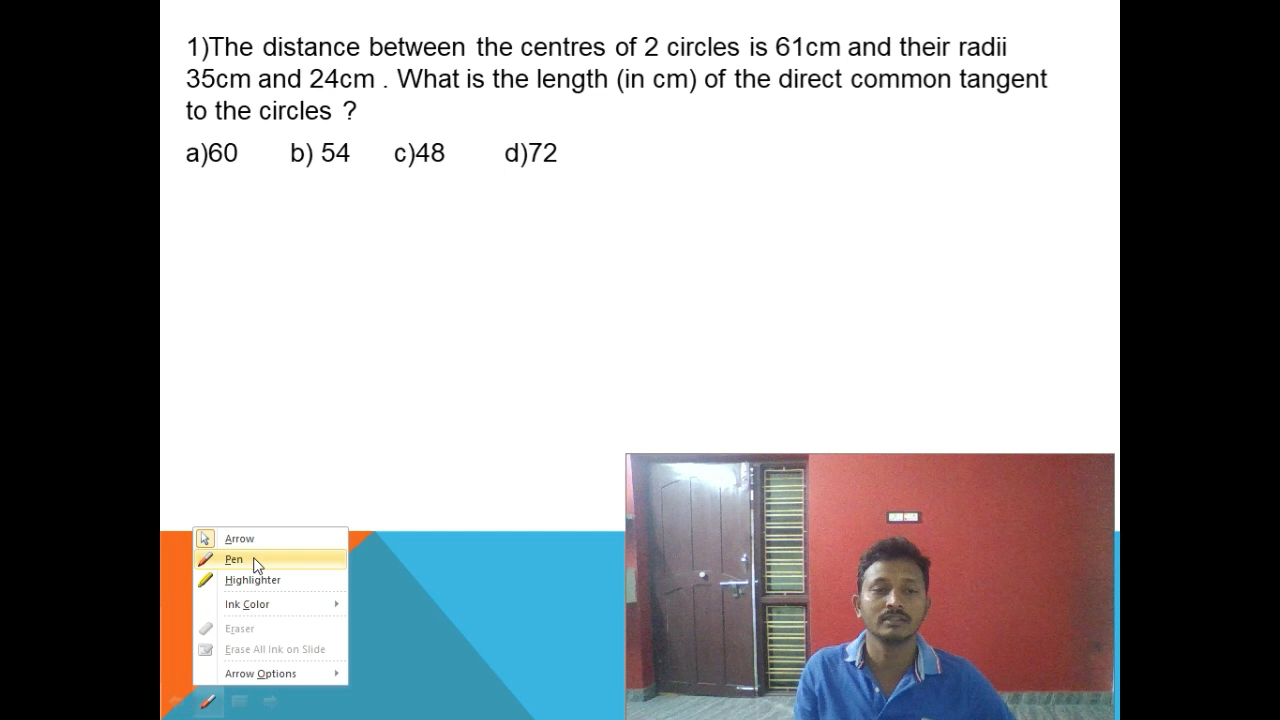 1)The distance between the centres of 2 circles is 61cm and their radii
35cm and 24cm . What is the length (in cm) of the direct common tangent
to the circles ?
a)60 b) 54 c)48 d)72
Arrow
Pen
Highlighter
Ink Color
Eraser
Erase All Ink on Slide
Arrow Options